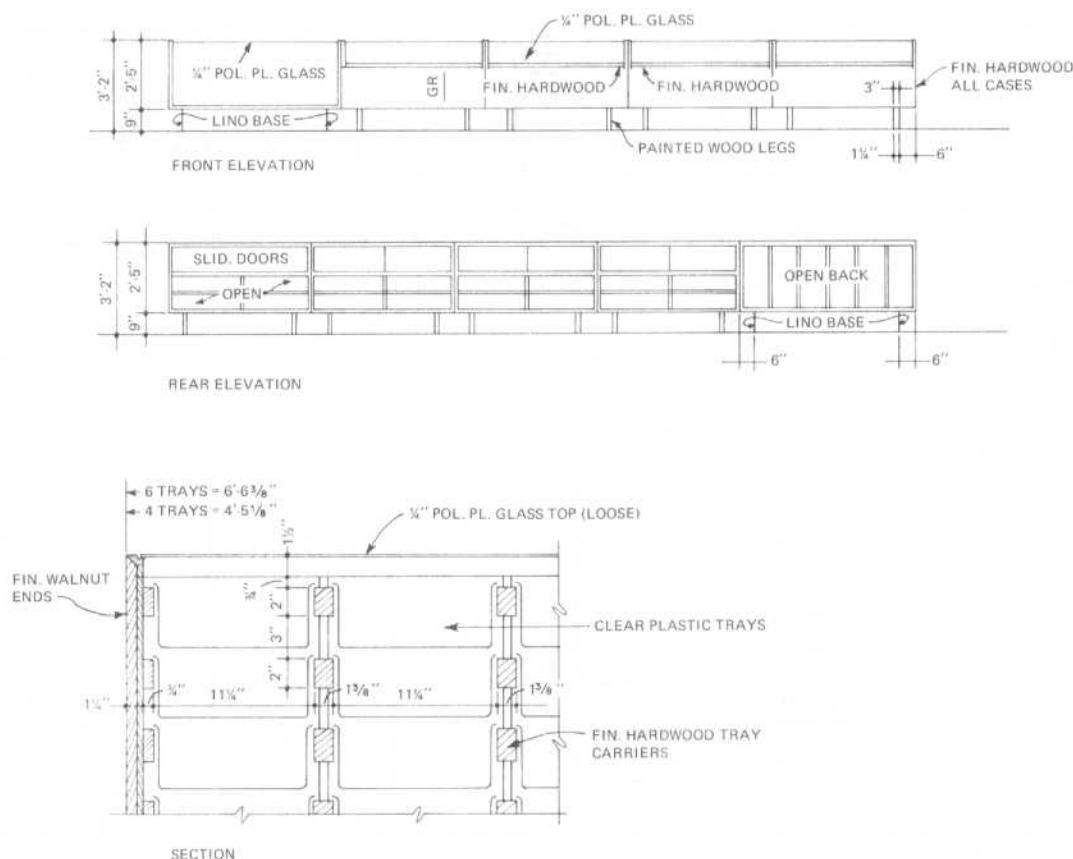 ¼" POL. PL. GLASS
¼" POL. PL. GLASS
3'-2"
2'-5"
9"
GR
FIN. HARDWOOD
FIN. HARDWOOD
3"
FIN. HARDWOOD
ALL CASES
LINO BASE
PAINTED WOOD LEGS
1¼"
6"
FRONT ELEVATION
3'-2"
2'-5"
9"
SLID. DOORS
OPEN
OPEN BACK
LINO BASE
6"
6"
REAR ELEVATION
6 TRAYS = 6'-6⅜"
4 TRAYS = 4'-5⅛"
1½"
¼" POL. PL. GLASS TOP (LOOSE)
FIN. WALNUT
ENDS
¾"
2"
3"
CLEAR PLASTIC TRAYS
2"
1¼"
¾"
11¼"
1⅜"
11¼"
1⅜"
FIN. HARDWOOD TRAY
CARRIERS
SECTION